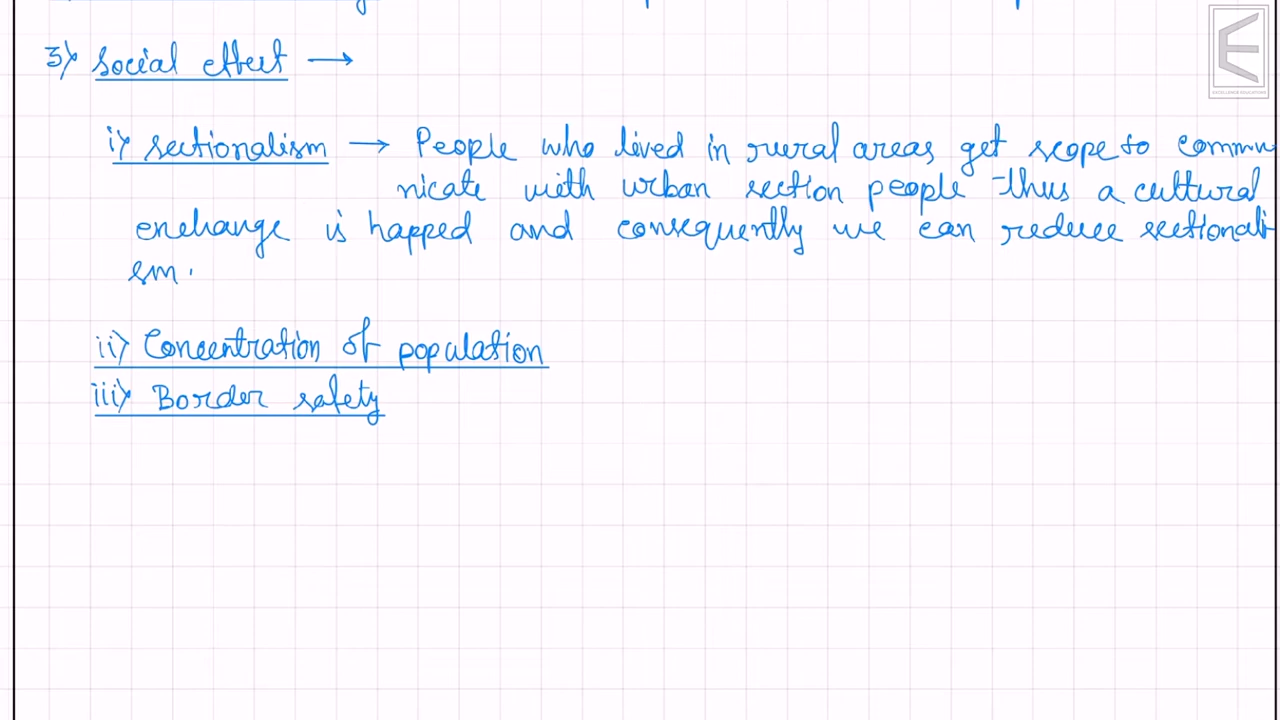 3) Social effect →
i) sectionalism → People who lived in rural areas get scope to commu
nicate with urban section people thus a cultural
enchange is happed and consequently we can reduce sectionali
sm.
ii) Concentration of population
iii) Border safety